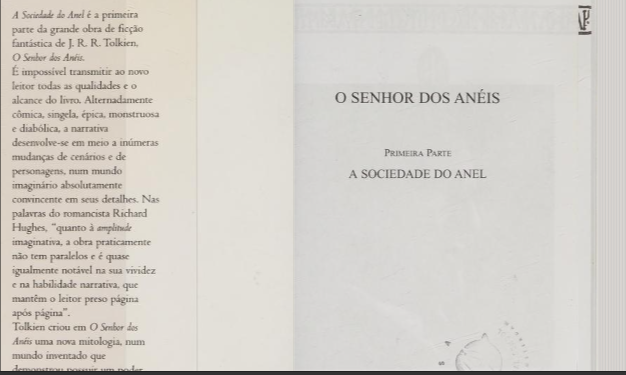 A Sociedade do Anel é a primeira
parte da grande obra de ficção
fantástica de J. R. R. Tolkien,
O Senhor dos Anéis.
É impossível transmitir ao novo
leitor todas as qualidades e o
alcance do livro. Alternadamente
cômica, singela, épica, monstruosa
e diabólica, a narrativa
desenvolve-se em meio a inúmeras
mudanças de cenários e de
personagens, num mundo
imaginário absolutamente
convincente em seus detalhes. Nas
palavras do romancista Richard
Hughes, "quanto à amplitude
imaginativa, a obra praticamente
não tem paralelos e é quase
igualmente notável na sua vividez
e na habilidade narrativa, que
mantêm o leitor preso página
após página".
Tolkien criou em O Senhor dos
Anéis uma nova mitologia, num
mundo inventado que
demonstrou possuir um poder
O SENHOR DOS ANÉIS
PRIMEIRA PARTE
A SOCIEDADE DO ANEL